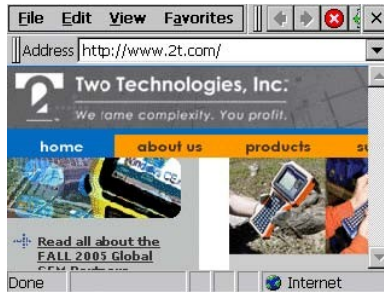 File Edit View Favorites
Address http://www.2t.com/
2 Two Technologies, Inc.
We tame complexity. You profit.
home about us products
Read all about the
FALL 2005 Global
Done Internet